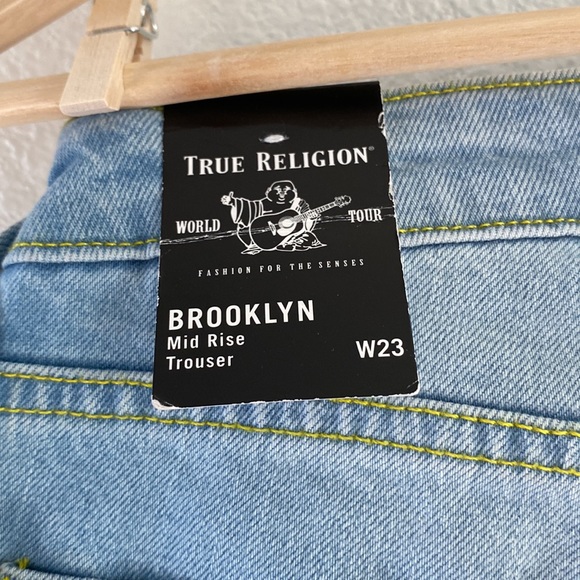 TRUE RELIGION®
WORLD TOUR
FASHION FOR THE SENSES
BROOKLYN
Mid Rise
Trouser W23